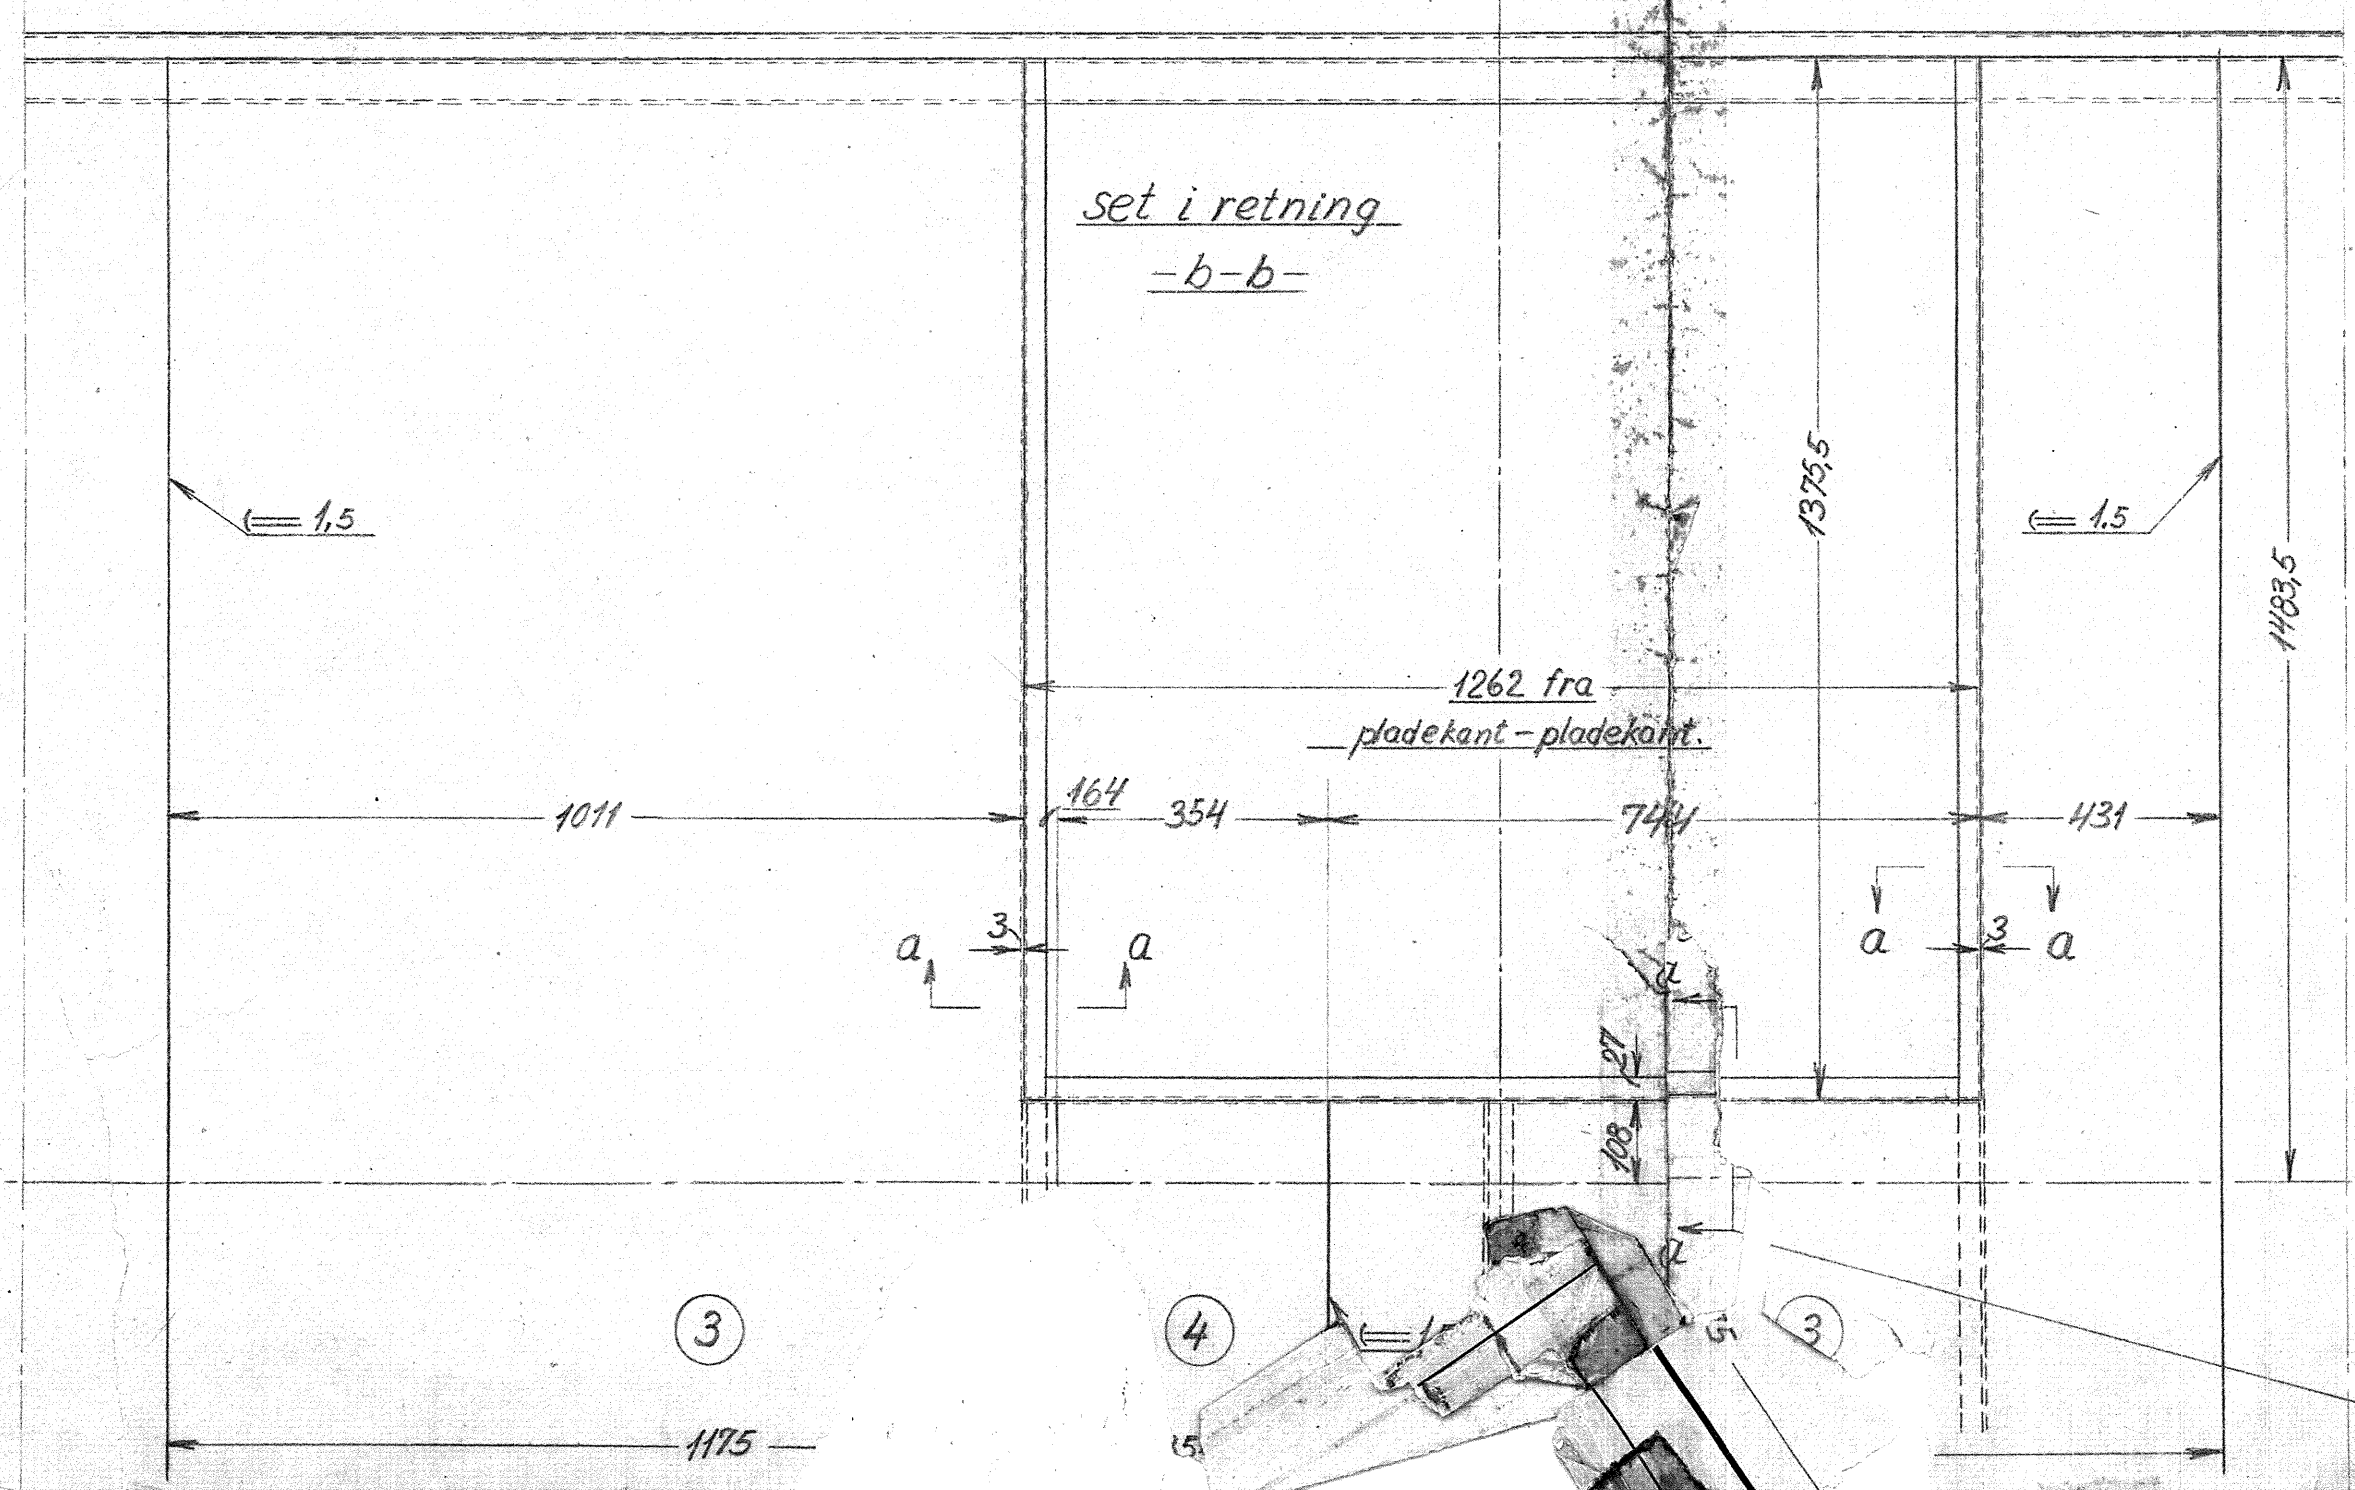 set i retning
-b-b-
1,5
1375,5
1.5
1483,5
1262 fra
pladekant-pladekant.
1011
164
354
744
431
a
3
a
a
3
a
a
27
108
a
3
4
3
1175